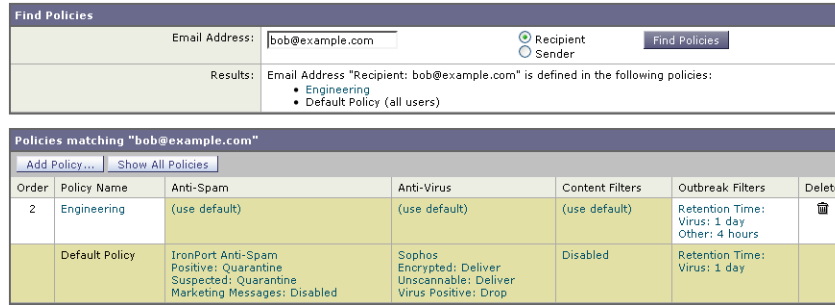 Find Policies
Email Address: bob@example.com Recipient Find Policies
Sender
Results: Email Address "Recipient: bob@example.com" is defined in the following policies:
• Engineering
• Default Policy (all users)
Policies matching "bob@example.com"
Add Policy... Show All Policies
Order Policy Name Anti-Spam Anti-Virus Content Filters Outbreak Filters Delet
2 Engineering (use default) (use default) (use default) Retention Time:
Virus: 1 day
Other: 4 hours
Default Policy IronPort Anti-Spam Sophos Disabled Retention Time:
Positive: Quarantine Encrypted: Deliver Virus: 1 day
Suspected: Quarantine Unscannable: Deliver
Marketing Messages: Disabled Virus Positive: Drop